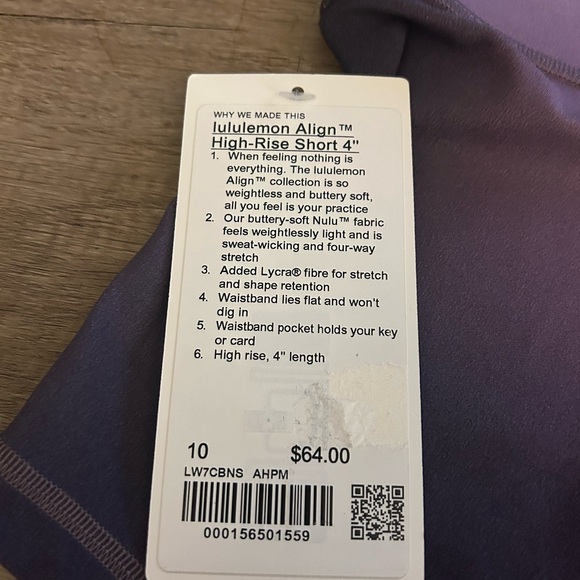 WHY WE MADE THIS
lululemon Align™
High-Rise Short 4"
1. When feeling nothing is
everything. The lululemon
Align™ collection is so
weightless and buttery soft,
all you feel is your practice
2. Our buttery-soft Nulu™ fabric
feels weightlessly light and is
sweat-wicking and four-way
stretch
3. Added Lycra® fibre for stretch
and shape retention
4. Waistband lies flat and won't
dig in
5. Waistband pocket holds your key
or card
6. High rise, 4" length
10 $64.00
LW7CBNS AHPM
000156501559